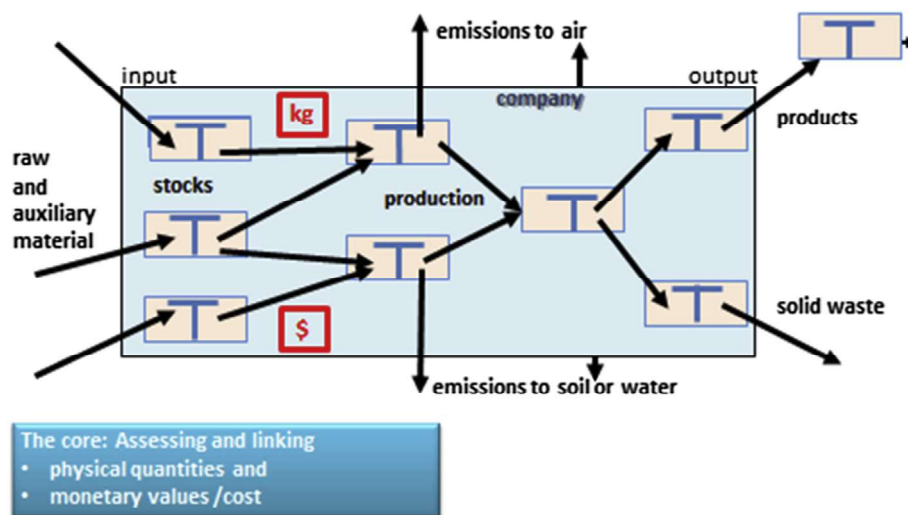 emissions to air
input
output
company
kg
products
raw
and
auxiliary
material
stocks
production
$
solid waste
emissions to soil or water
The core: Assessing and linking
• physical quantities and
• monetary values /cost